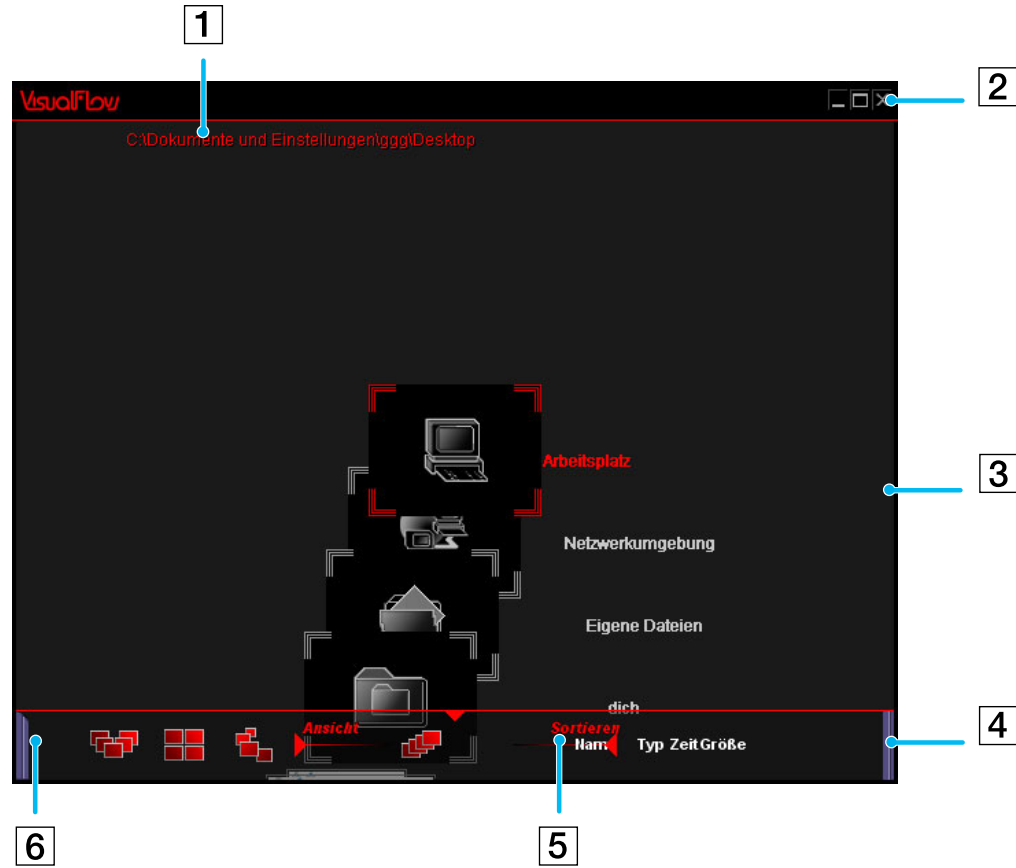 1
2
VisualFlow
C:\Dokumente und Einstellungen\ggg\Desktop
Arbeitsplatz
3
Netzwerkumgebung
Eigene Dateien
dich
4
Ansicht
Sortieren
Typ Zeit Größe
6
5